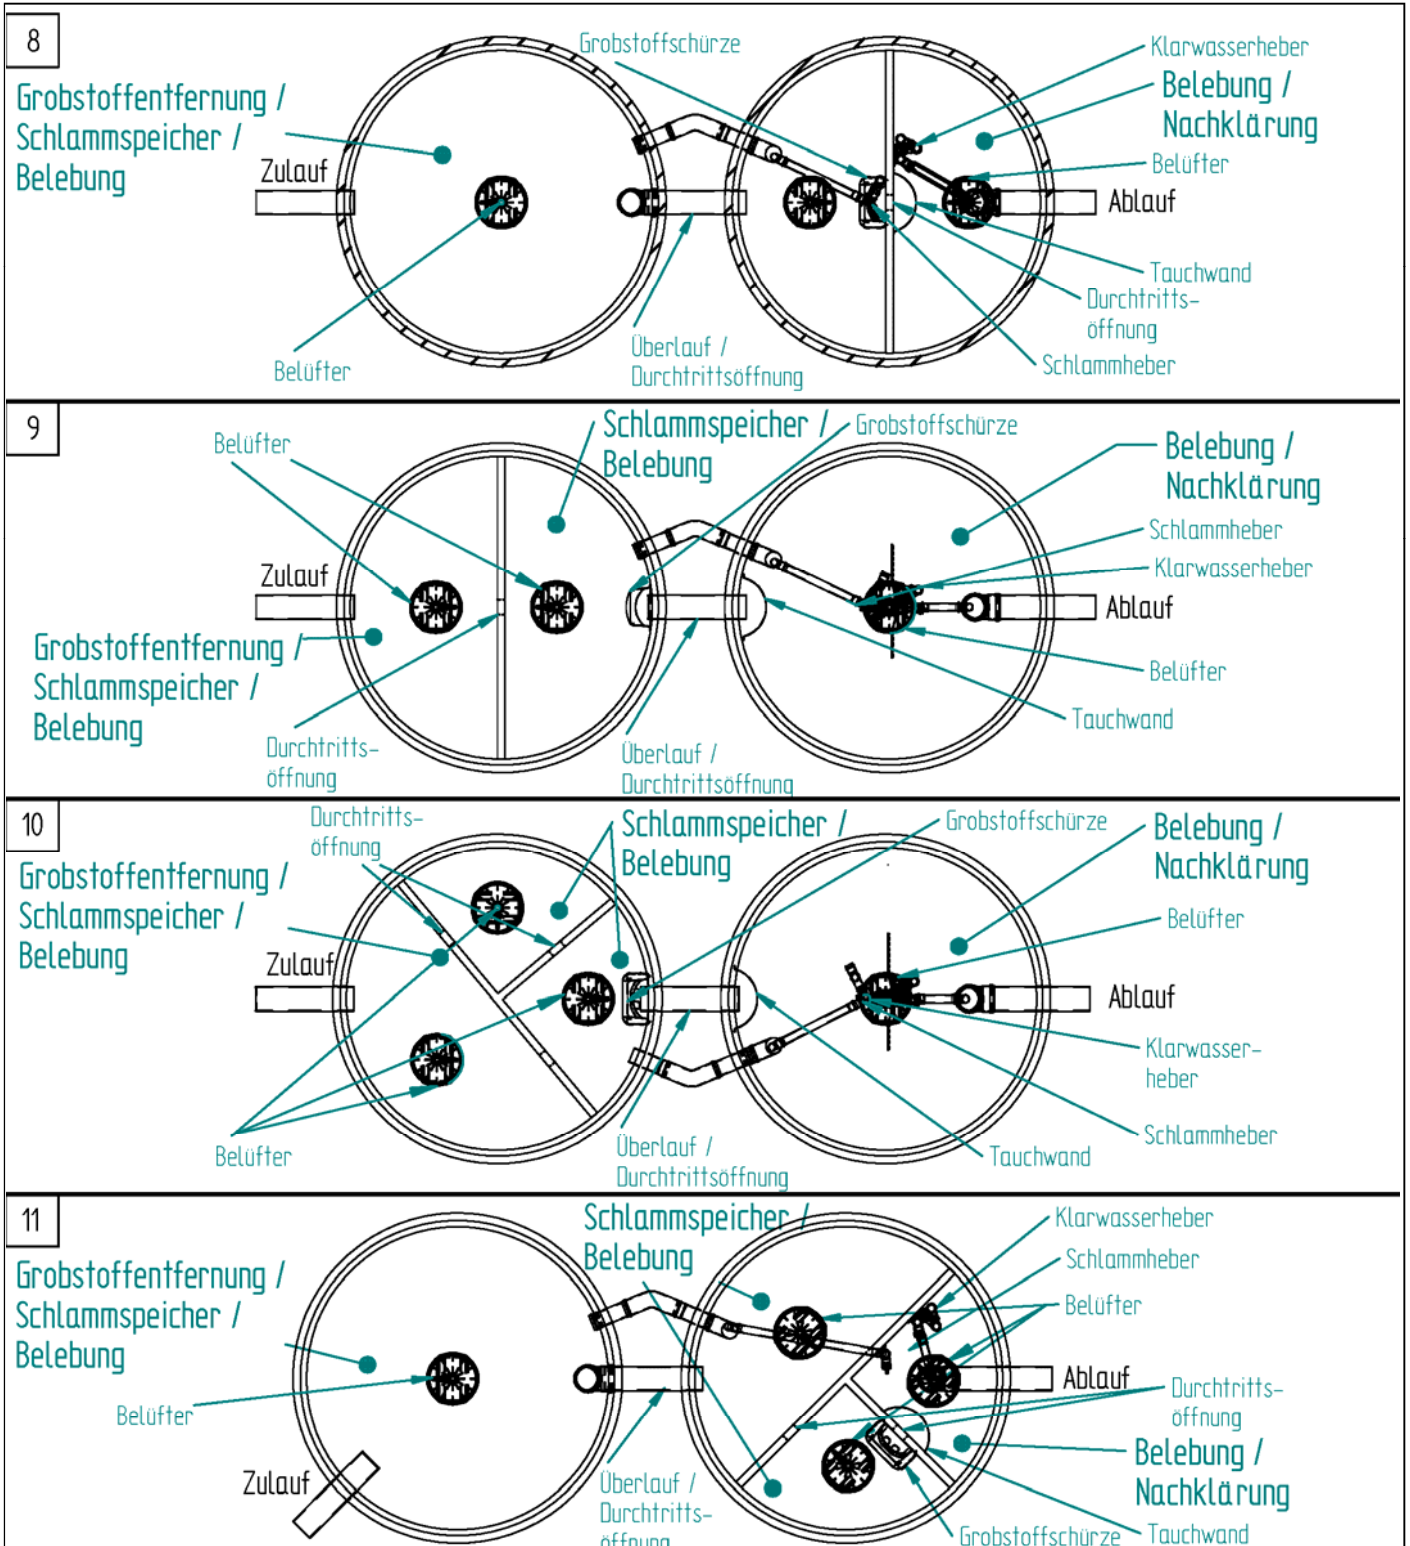 8
Grobstoffschürze
Klarwasserheber
Grobstoffentfernung /
Schlammspeicher /
Belebung
Belebung /
Nachklärung
Zulauf
Belüfter
Ablauf
Tauchwand
Durchtritts-
öffnung
Überlauf /
Durchtrittsöffnung
Schlammheber
Belüfter
9
Schlammspeicher /
Belebung
Grobstoffschürze
Belüfter
Belebung /
Nachklärung
Schlammheber
Klarwasserheber
Zulauf
Ablauf
Grobstoffentfernung /
Schlammspeicher /
Belebung
Belüfter
Tauchwand
Durchtritts-
öffnung
Überlauf /
Durchtrittsöffnung
10
Durchtritts-
öffnung
Schlammspeicher /
Belebung
Grobstoffschürze
Belebung /
Nachklärung
Grobstoffentfernung /
Schlammspeicher /
Belebung
Belüfter
Zulauf
Ablauf
Klarwasser-
heber
Schlammheber
Belüfter
Überlauf /
Durchtrittsöffnung
Tauchwand
11
Schlammspeicher /
Belebung
Klarwasserheber
Schlammheber
Grobstoffentfernung /
Schlammspeicher /
Belebung
Belüfter
Ablauf
Belüfter
Durchtritts-
öffnung
Belebung /
Nachklärung
Zulauf
Überlauf /
Durchtritts-
öffnung
Grobstoffschürze
Tauchwand